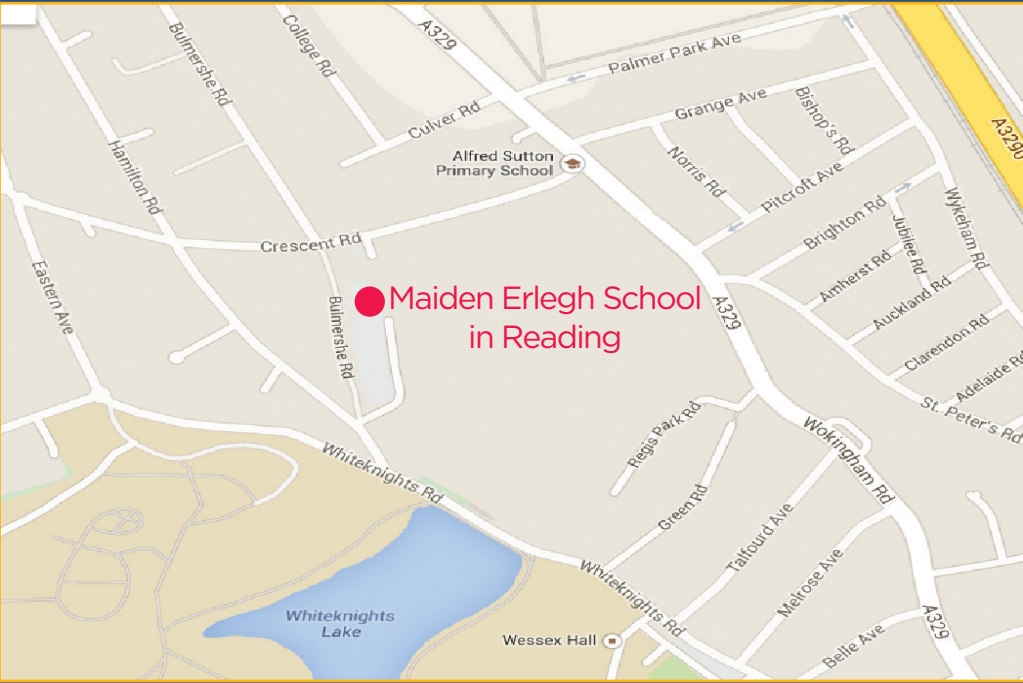 Bulmershe Rd
College Rd
A329
Palmer Park Ave
Culver Rd
Grange Ave
Bishop's Rd
A3290
Hamilton Rd
Alfred Sutton
Primary School
Norris Rd
Pitcroft Ave
Brighton Rd
Wykeham Rd
Crescent Rd
Jubilee Rd
Eastern Ave
Bulmershe Rd
Maiden Erlegh School
in Reading
A329
Amherst Rd
Auckland Rd
Clarendon Rd
Adelaide Rd
St. Peter's Rd
Regis Park Rd
Wokingham Rd
Whiteknights Rd
Green Rd
Talfourd Ave
Melrose Ave
Whiteknights Rd
Whiteknights
Lake
Wessex Hall
Belle Ave
A329